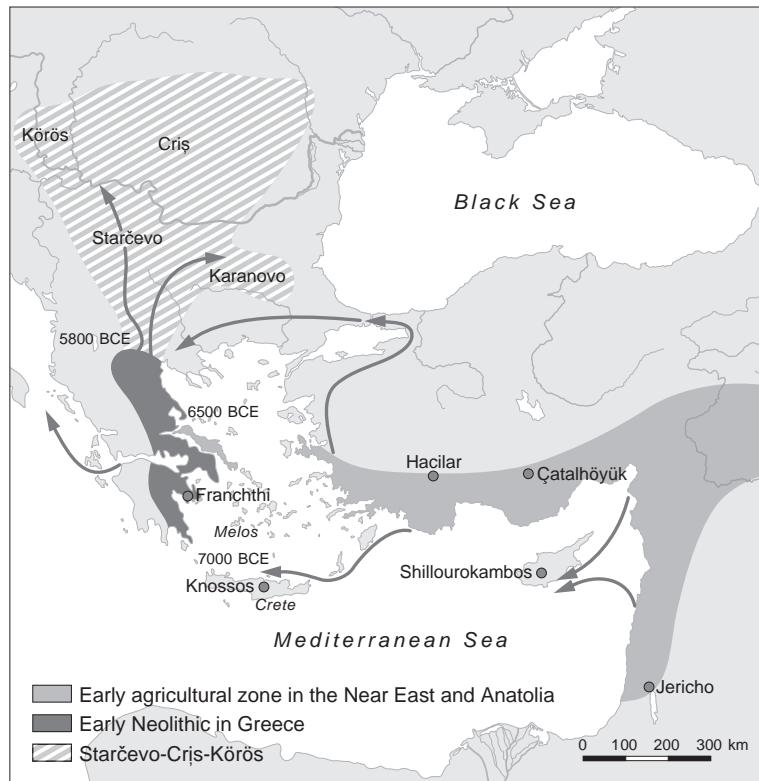 Körös
Criş
Black Sea
Starčevo
Karanovo
5800 BCE
6500 BCE
Hacilar
Çatalhöyük
Franchthi
Melos
7000 BCE
Shillourokambos
Knossos
Crete
Mediterranean Sea
Early agricultural zone in the Near East and Anatolia
Jericho
Early Neolithic in Greece
Starčevo-Criş-Körös
0 100 200 300 km